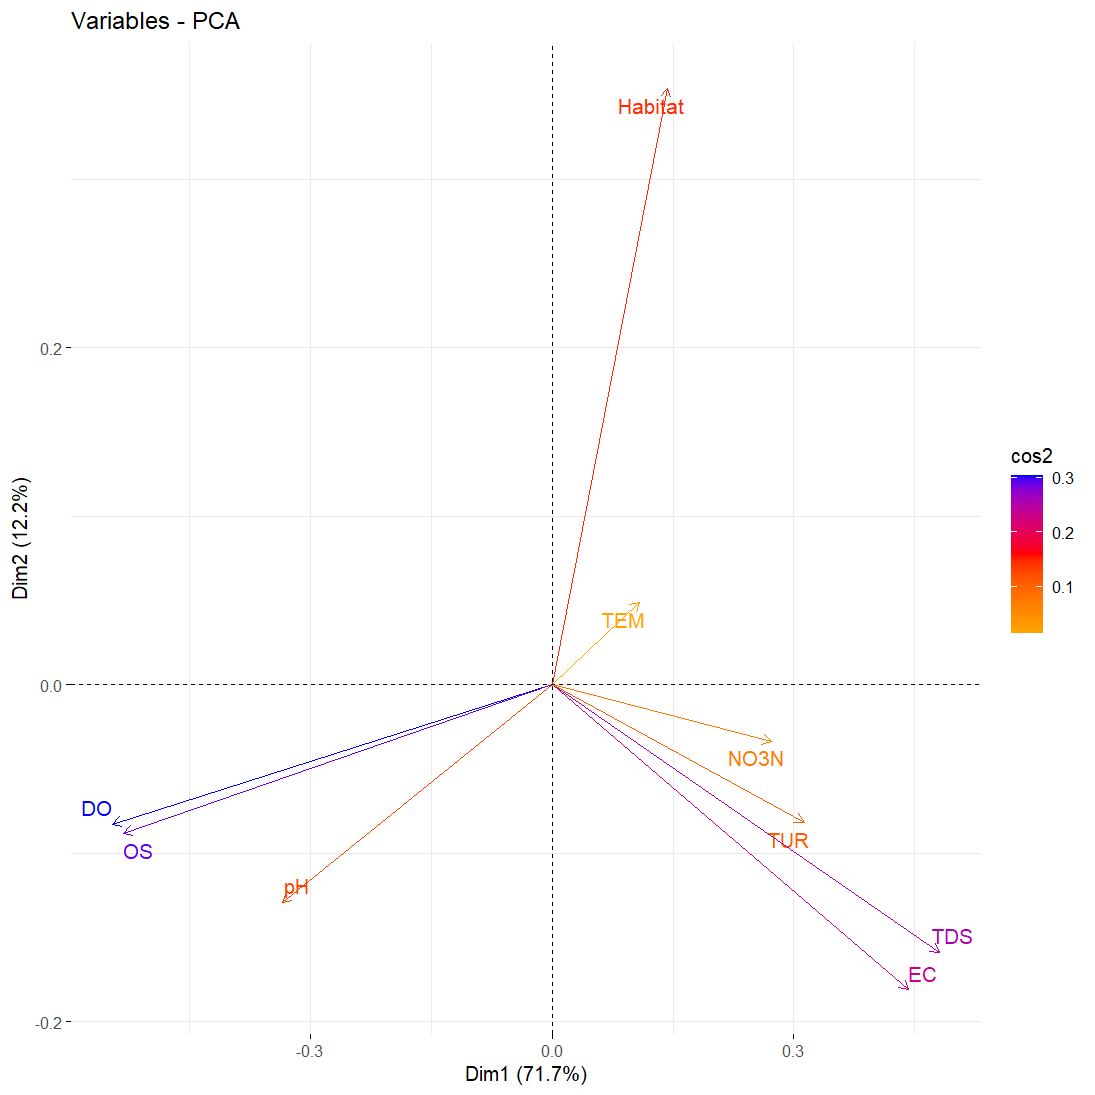 Variables - PCA
Habitat
0.2
cos2
0.3
0.2
0.1
TEM
0.0
NO3N
DO
TUR
OS
pH
TDS
EC
-0.2
-0.3
0.0
0.3
Dim1 (71.7%)
Dim2 (12.2%)